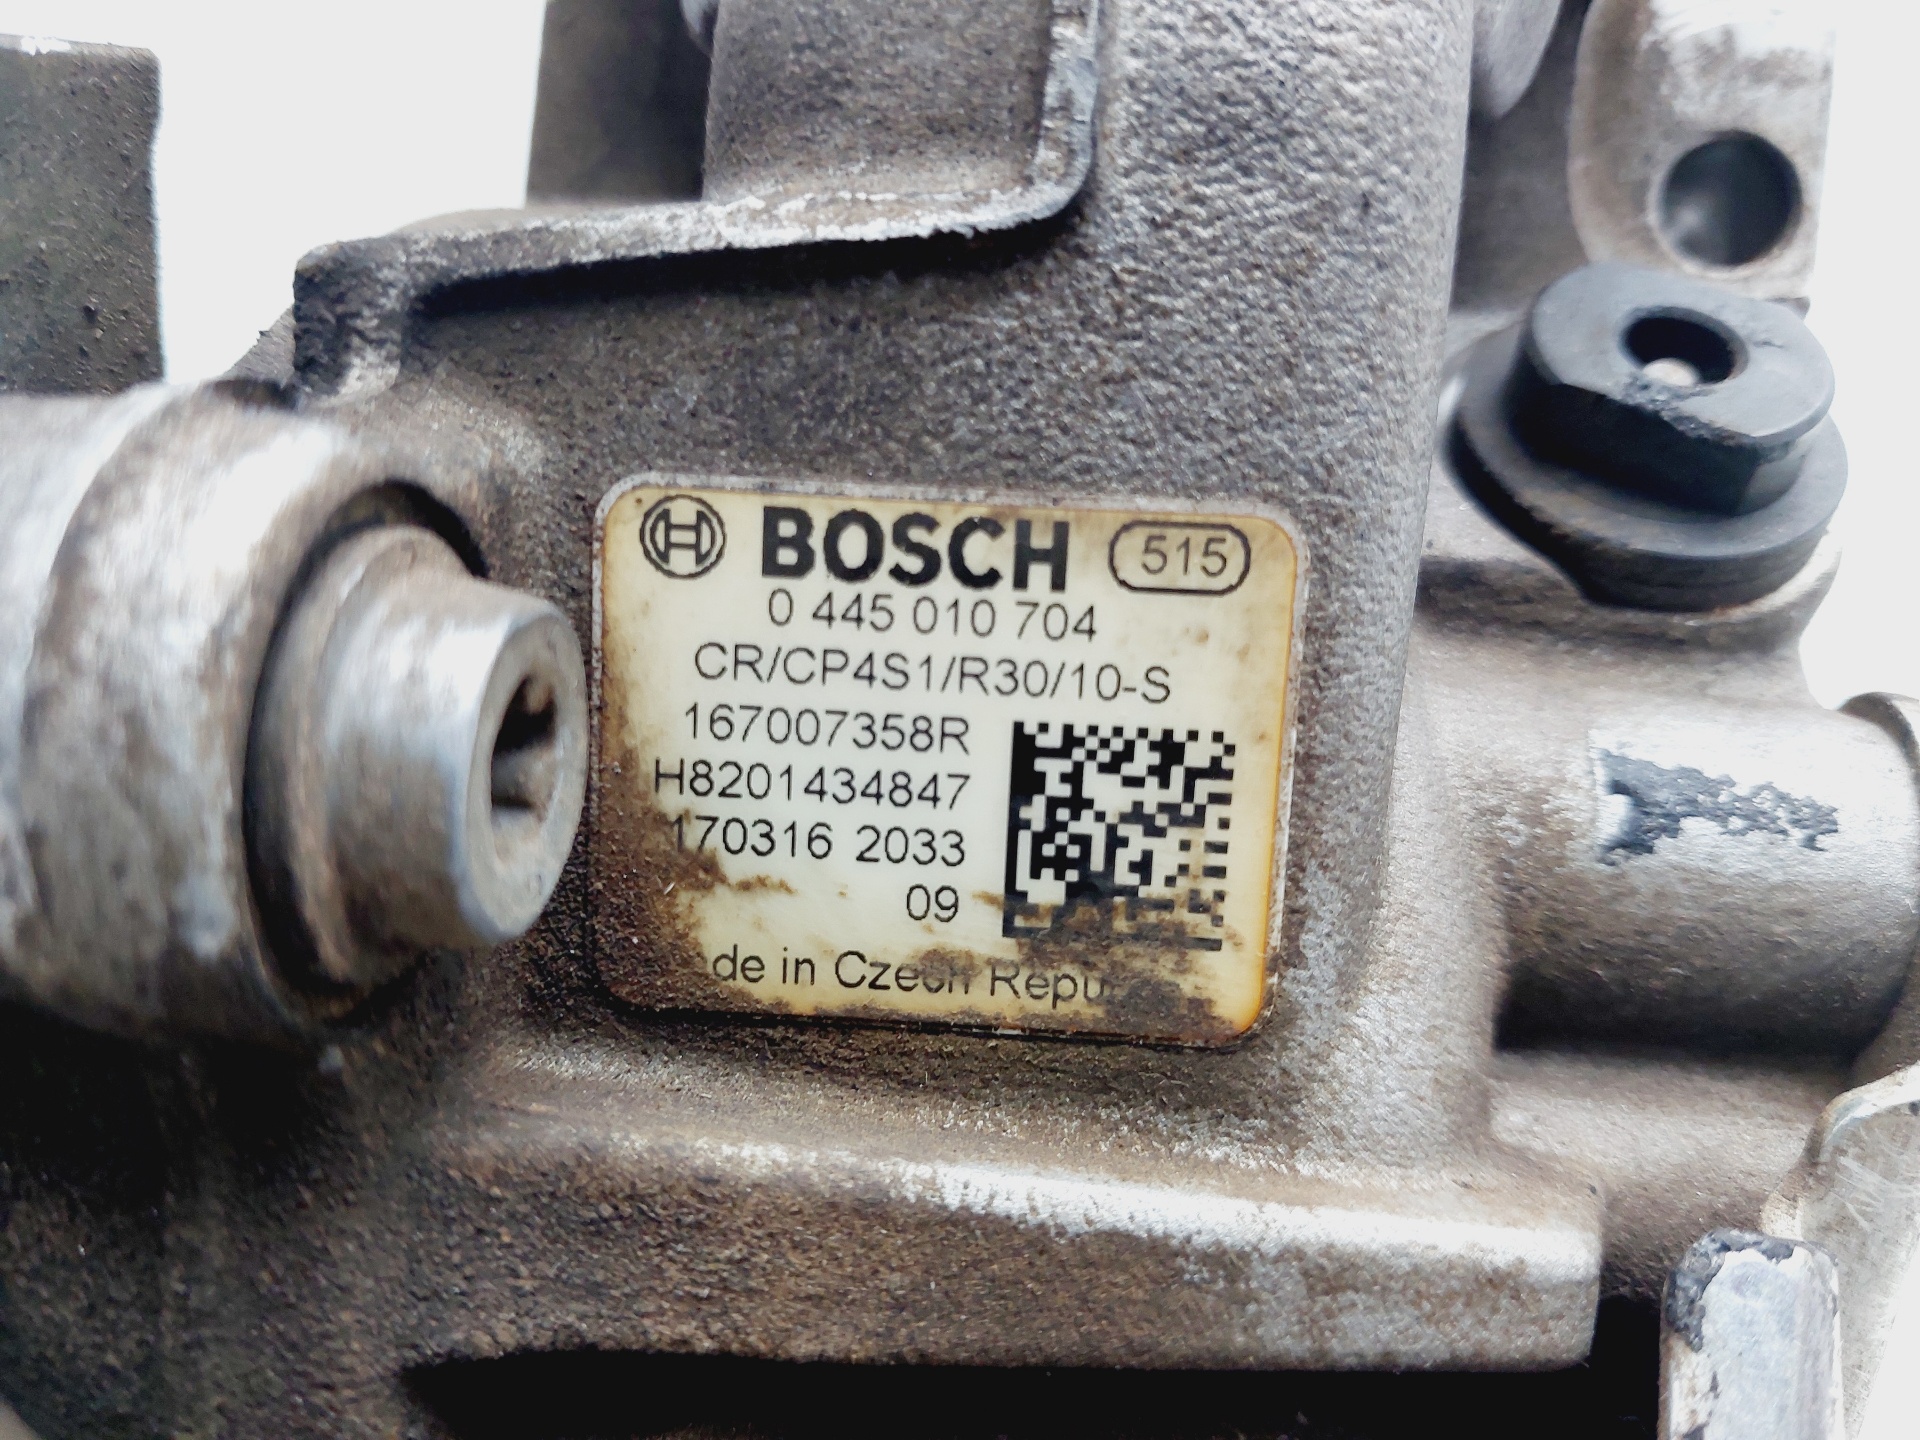 BOSCH 515
0 445 010 704
CR/CP4S1/R30/10-S
167007358R
H8201434847
170316 2033
09
de in Czech Repu